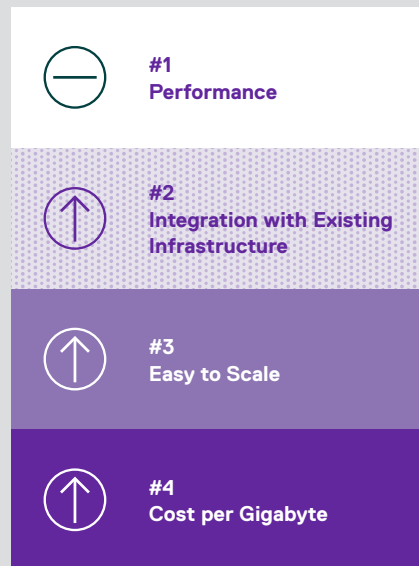 #1
Performance
#2
Integration with Existing
Infrastructure
#3
Easy to Scale
#4
Cost per Gigabyte